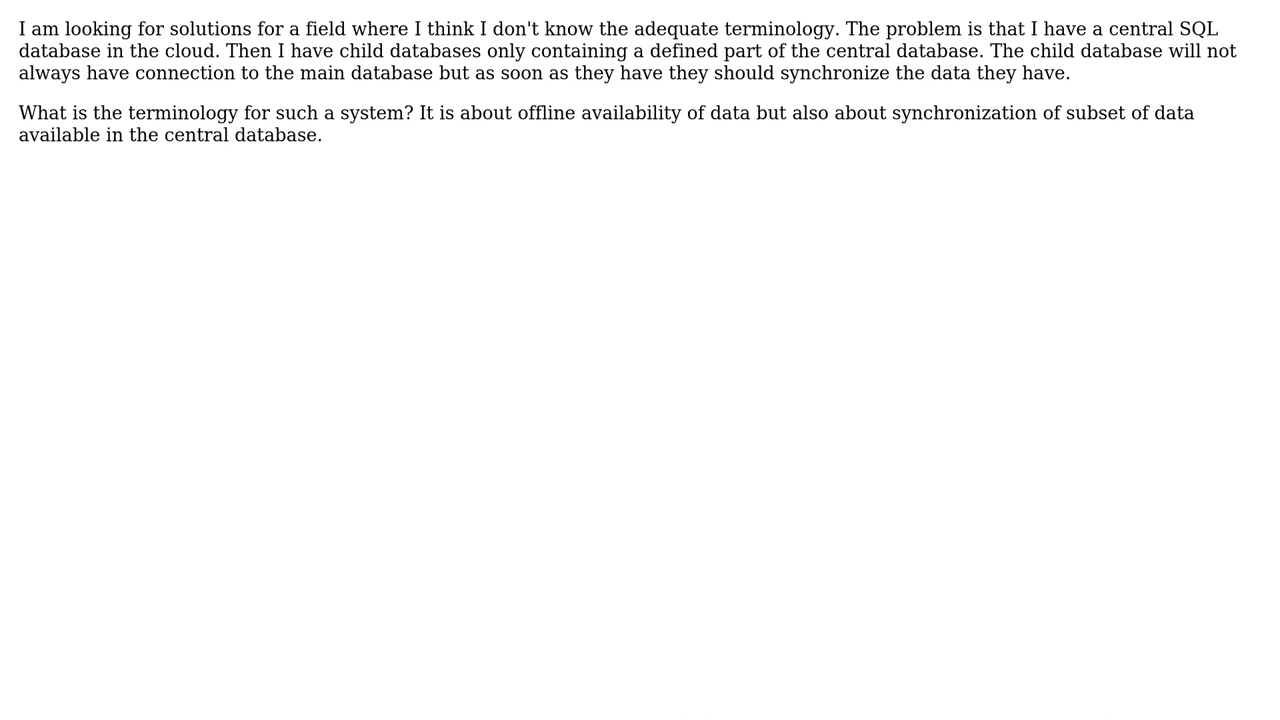 I am looking for solutions for a field where I think I don't know the adequate terminology. The problem is that I have a central SQL
database in the cloud. Then I have child databases only containing a defined part of the central database. The child database will not
always have connection to the main database but as soon as they have they should synchronize the data they have.
What is the terminology for such a system? It is about offline availability of data but also about synchronization of subset of data
available in the central database.